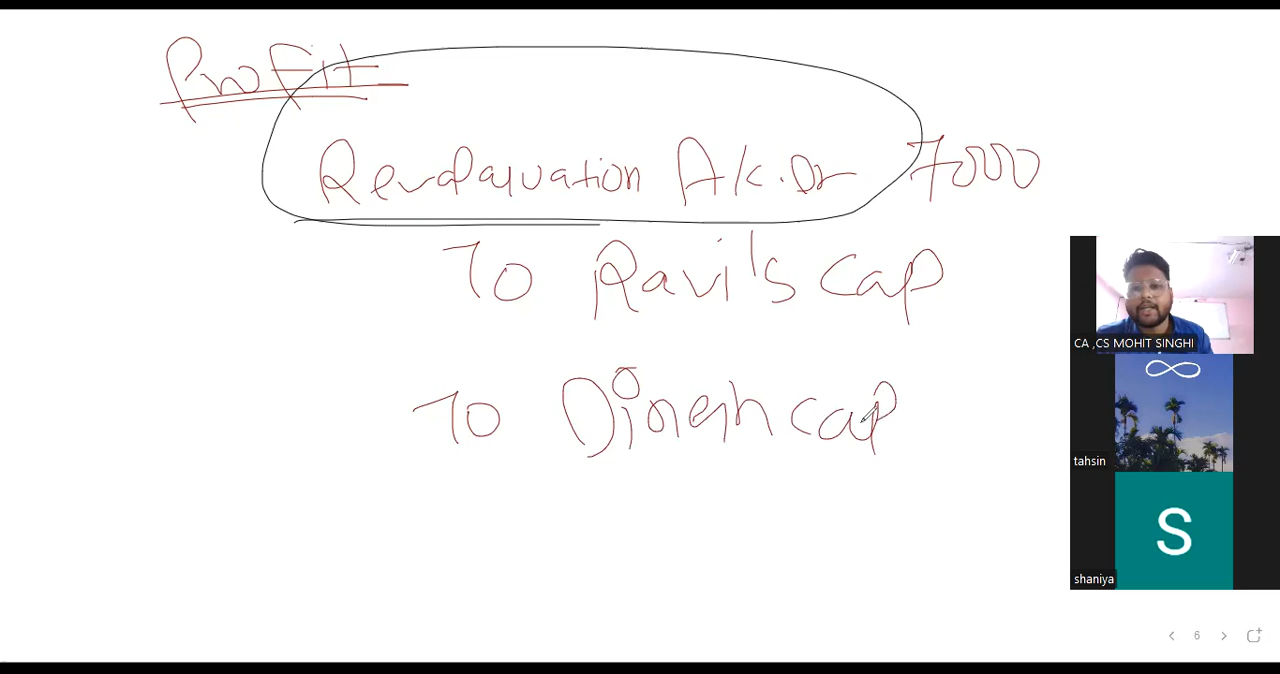 Profit
Revaluation A/c. Dr 7000
To Ravi's cap
To Dinesh cap
CA ,CS MOHIT SINGHI
tahsin
S
shaniya
< 6 >